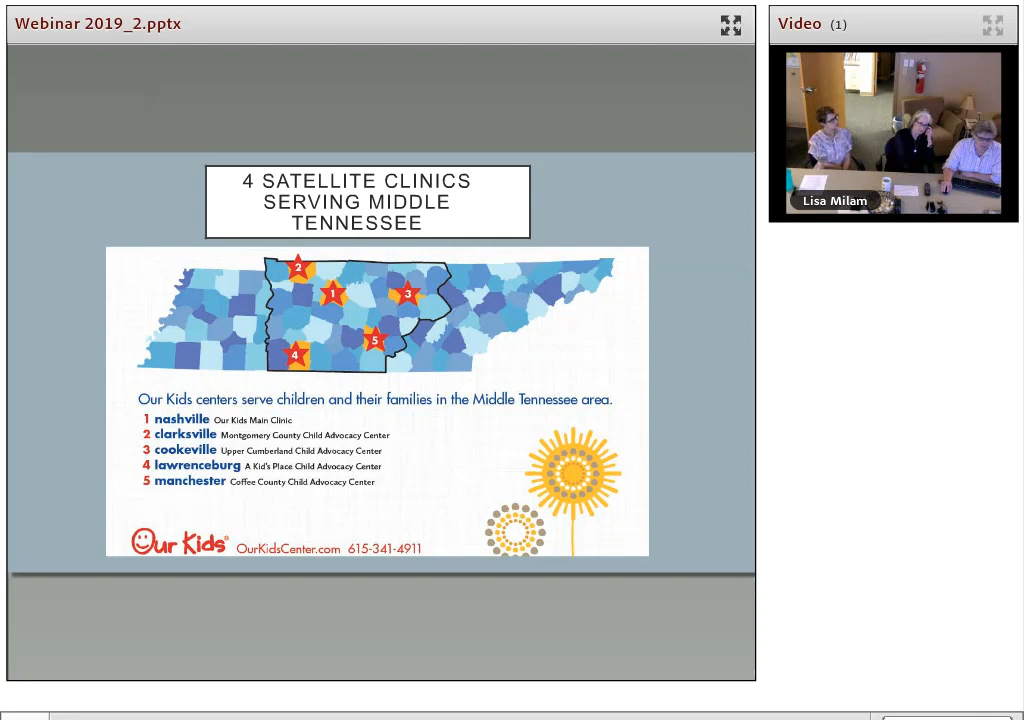 Webinar 2019_2.pptx
Video (1)
Lisa Milam
4 SATELLITE CLINICS
SERVING MIDDLE
TENNESSEE
2
1
3
5
4
Our Kids centers serve children and their families in the Middle Tennessee area.
1 nashville Our Kids Main Clinic
2 clarksville Montgomery County Child Advocacy Center
3 cookeville Upper Cumberland Child Advocacy Center
4 lawrenceburg A Kid's Place Child Advocacy Center
5 manchester Coffee County Child Advocacy Center
Our Kids® OurKidsCenter.com 615-341-4911